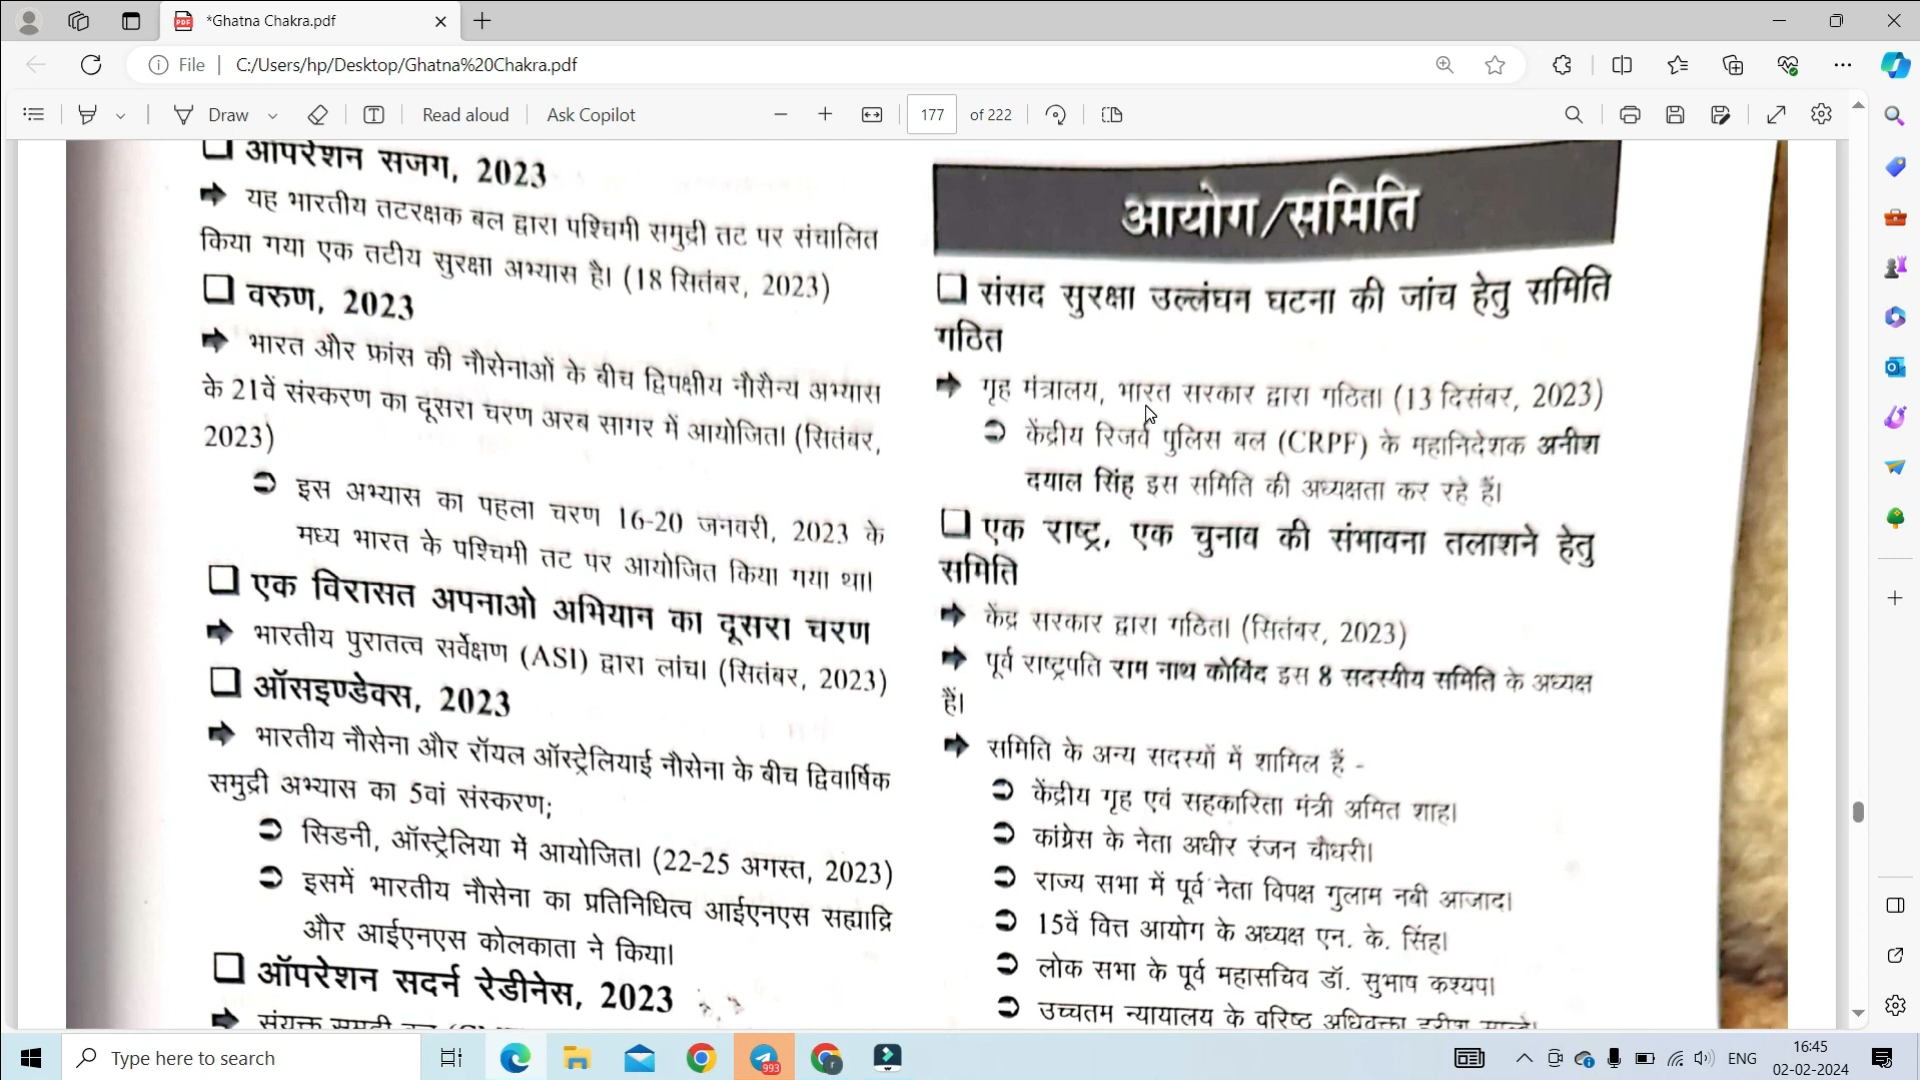 *Ghatna Chakra.pdf
File | C:/Users/hp/Desktop/Ghatna%20Chakra.pdf
Draw
Read aloud
Ask Copilot
177 of 222
ऑपरेशन सजग, 2023
यह भारतीय तटरक्षक बल द्वारा पश्चिमी समुद्री तट पर संचालित
किया गया एक तटीय सुरक्षा अभ्यास है। (18 सितंबर, 2023)
वरुण, 2023
भारत और फ्रांस की नौसेनाओं के बीच द्विपक्षीय नौसैन्य अभ्यास
के 21वें संस्करण का दूसरा चरण अरब सागर में आयोजित। (सितंबर,
2023)
इस अभ्यास का पहला चरण 16-20 जनवरी, 2023 के
मध्य भारत के पश्चिमी तट पर आयोजित किया गया था।
एक विरासत अपनाओ अभियान का दूसरा चरण
भारतीय पुरातत्व सर्वेक्षण (ASI) द्वारा लांच। (सितंबर, 2023)
ऑसइण्डेक्स, 2023
भारतीय नौसेना और रॉयल ऑस्ट्रेलियाई नौसेना के बीच द्विवार्षिक
समुद्री अभ्यास का 5वां संस्करण;
सिडनी, ऑस्ट्रेलिया में आयोजित। (22-25 अगस्त, 2023)
इसमें भारतीय नौसेना का प्रतिनिधित्व आईएनएस सह्याद्रि
और आईएनएस कोलकाता ने किया।
ऑपरेशन सदर्न रेडीनेस, 2023
संयुक्त समुद्री
आयोग/समिति
संसद सुरक्षा उल्लंघन घटना की जांच हेतु समिति
गठित
गृह मंत्रालय, भारत सरकार द्वारा गठित। (13 दिसंबर, 2023)
केंद्रीय रिजर्व पुलिस बल (CRPF) के महानिदेशक अनीश
दयाल सिंह इस समिति की अध्यक्षता कर रहे हैं।
एक राष्ट्र, एक चुनाव की संभावना तलाशने हेतु
समिति
केंद्र सरकार द्वारा गठित। (सितंबर, 2023)
पूर्व राष्ट्रपति राम नाथ कोविंद इस 8 सदस्यीय समिति के अध्यक्ष
हैं।
समिति के अन्य सदस्यों में शामिल हैं -
केंद्रीय गृह एवं सहकारिता मंत्री अमित शाह।
कांग्रेस के नेता अधीर रंजन चौधरी।
राज्य सभा में पूर्व नेता विपक्ष गुलाम नबी आजाद।
15वें वित्त आयोग के अध्यक्ष एन. के. सिंह।
लोक सभा के पूर्व महासचिव डॉ. सुभाष कश्यप।
उच्चतम न्यायालय के वरिष्ठ अधिवक्ता हरीश साल्वे।
Type here to search
993
ENG
16:45
02-02-2024